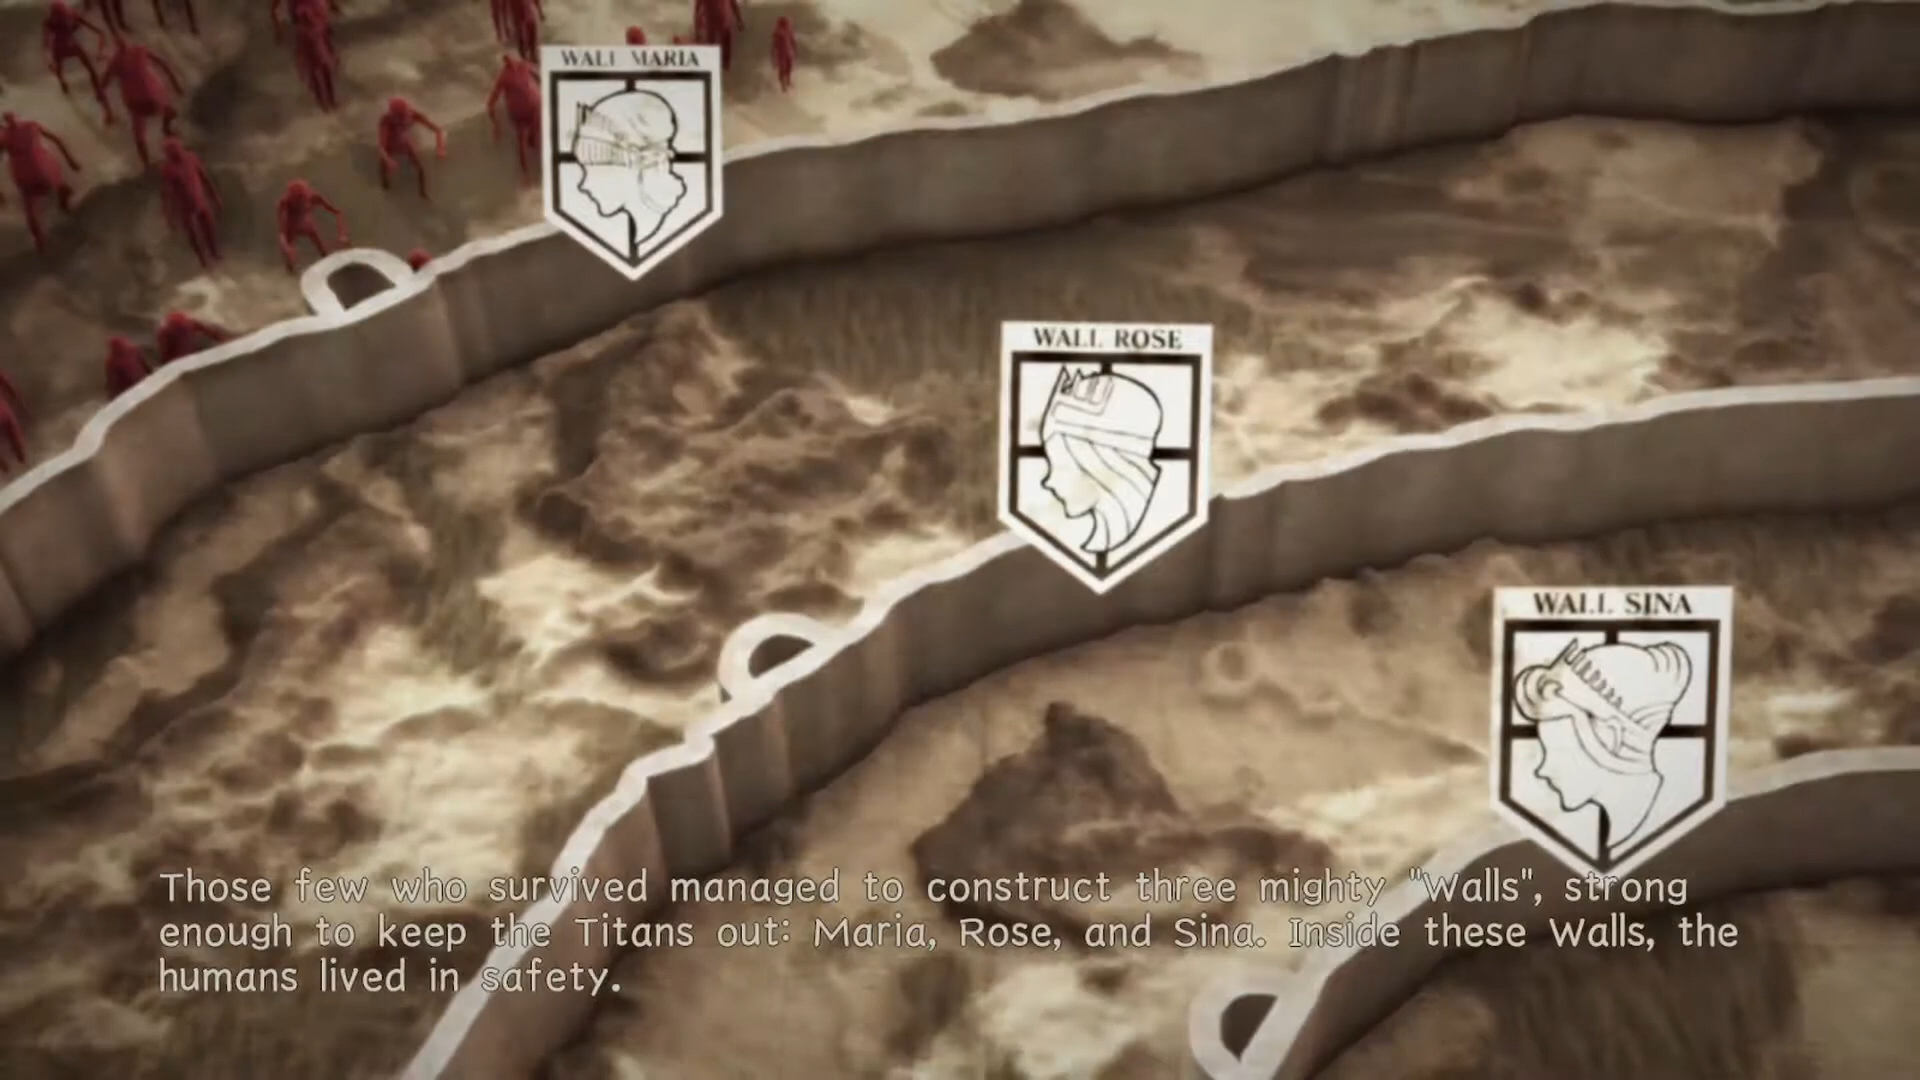 WALL MARIA
WALL ROSE
WALL SINA
Those few who survived managed to construct three mighty "Walls", strong
enough to keep the Titans out: Maria, Rose, and Sina. Inside these Walls, the
humans lived in safety.